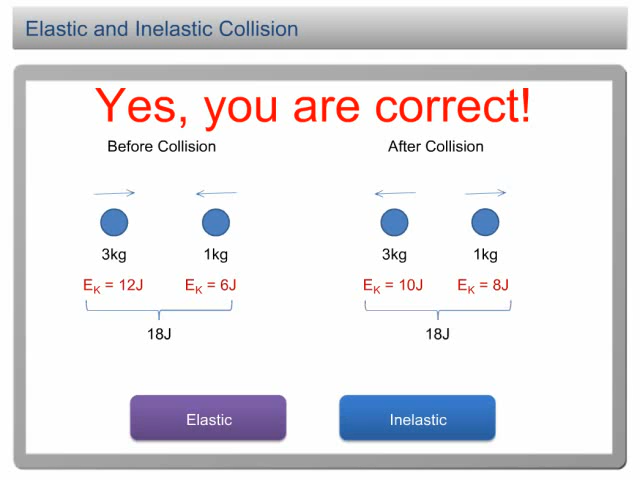 Elastic and Inelastic Collision
Yes, you are correct!
Before Collision After Collision
3kg 1kg 3kg 1kg
EK = 12J EK = 6J EK = 10J EK = 8J
18J 18J
Elastic Inelastic